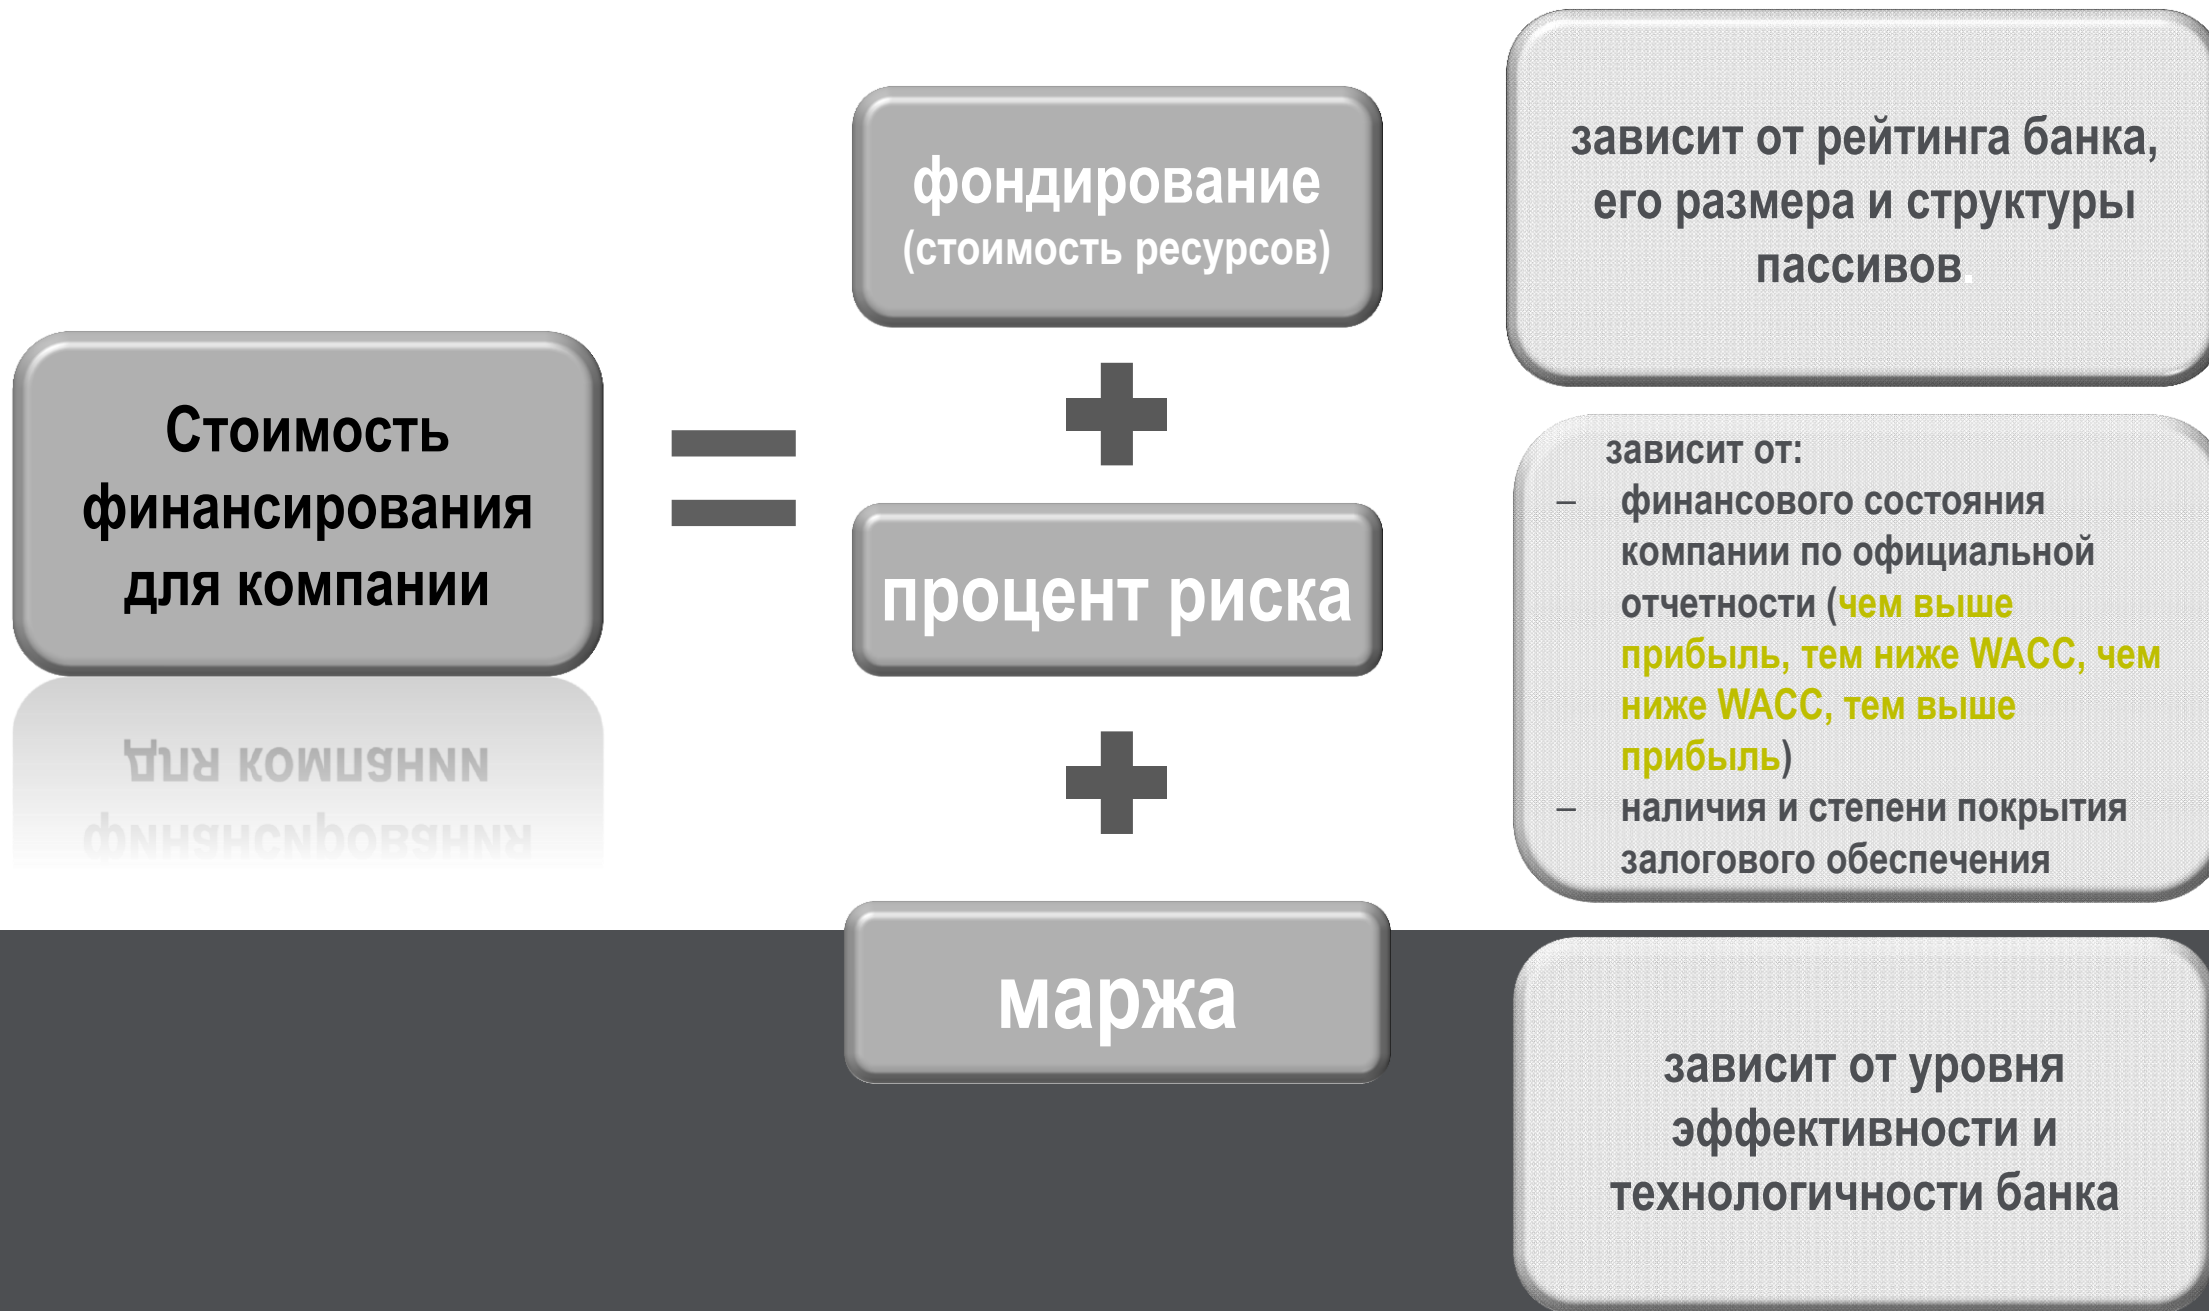 Стоимость
финансирования
для компании
=
фондирование
(стоимость ресурсов)
+
процент риска
+
маржа
зависит от рейтинга банка,
его размера и структуры
пассивов.
зависит от:
– финансового состояния
компании по официальной
отчетности (чем выше
прибыль, тем ниже WACC, чем
ниже WACC, тем выше
прибыль)
– наличия и степени покрытия
залогового обеспечения
зависит от уровня
эффективности и
технологичности банка